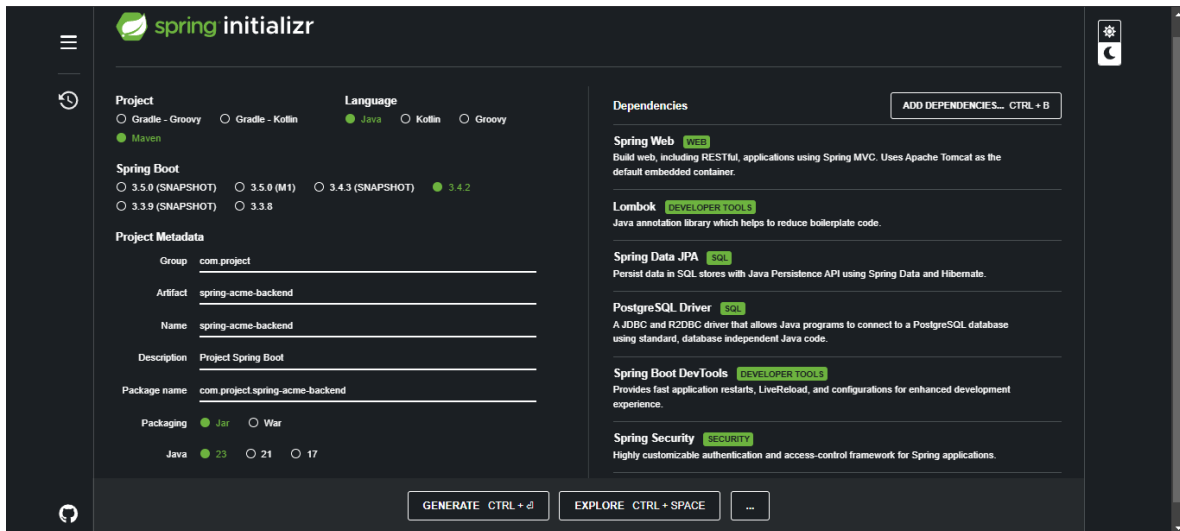 spring initializr
Project
Gradle - Groovy Gradle - Kotlin
Maven
Language
Java Kotlin Groovy
Spring Boot
3.5.0 (SNAPSHOT) 3.5.0 (M1) 3.4.3 (SNAPSHOT) 3.4.2
3.3.9 (SNAPSHOT) 3.3.8
Project Metadata
Group com.project
Artifact spring-acme-backend
Name spring-acme-backend
Description Project Spring Boot
Package name com.project.spring-acme-backend
Packaging Jar War
Java 23 21 17
Dependencies
ADD DEPENDENCIES... CTRL + B
Spring Web WEB
Build web, including RESTful, applications using Spring MVC. Uses Apache Tomcat as the
default embedded container.
Lombok DEVELOPER TOOLS
Java annotation library which helps to reduce boilerplate code.
Spring Data JPA SQL
Persist data in SQL stores with Java Persistence API using Spring Data and Hibernate.
PostgreSQL Driver SQL
A JDBC and R2DBC driver that allows Java programs to connect to a PostgreSQL database
using standard, database independent Java code.
Spring Boot DevTools DEVELOPER TOOLS
Provides fast application restarts, LiveReload, and configurations for enhanced development
experience.
Spring Security SECURITY
Highly customizable authentication and access-control framework for Spring applications.
GENERATE CTRL + ⏎
EXPLORE CTRL + SPACE
...